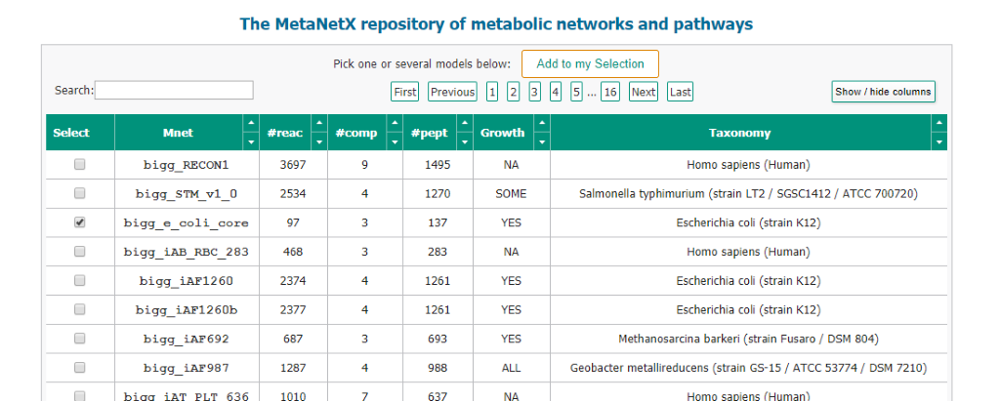 The MetaNetX repository of metabolic networks and pathways
Pick one or several models below: Add to my Selection
Search: First Previous 1 2 3 4 5 ... 16 Next Last Show / hide columns
Select Mnet #reac #comp #pept Growth Taxonomy
bigg_RECON1 3697 9 1495 NA Homo sapiens (Human)
bigg_STM_v1_0 2534 4 1270 SOME Salmonella typhimurium (strain LT2 / SGSC1412 / ATCC 700720)
bigg_e_coli_core 97 3 137 YES Escherichia coli (strain K12)
bigg_iAB_RBC_283 468 3 283 NA Homo sapiens (Human)
bigg_iAF1260 2374 4 1261 YES Escherichia coli (strain K12)
bigg_iAF1260b 2377 4 1261 YES Escherichia coli (strain K12)
bigg_iAF692 687 3 693 YES Methanosarcina barkeri (strain Fusaro / DSM 804)
bigg_iAF987 1287 4 988 ALL Geobacter metallireducens (strain GS-15 / ATCC 53774 / DSM 7210)
bigg_iAT_PLT_636 1010 7 637 NA Homo sapiens (Human)